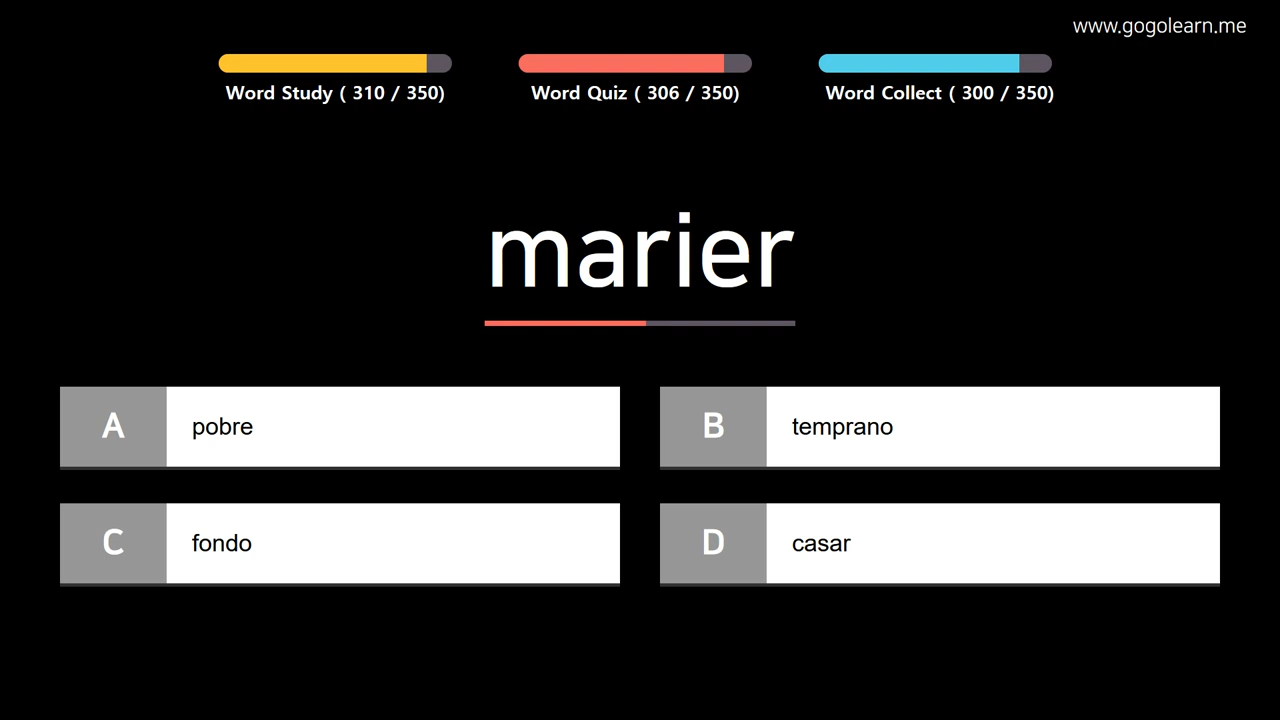 www.gogolearn.me
Word Study ( 310 / 350)
Word Quiz ( 306 / 350)
Word Collect ( 300 / 350)
marier
A pobre
B temprano
C fondo
D casar